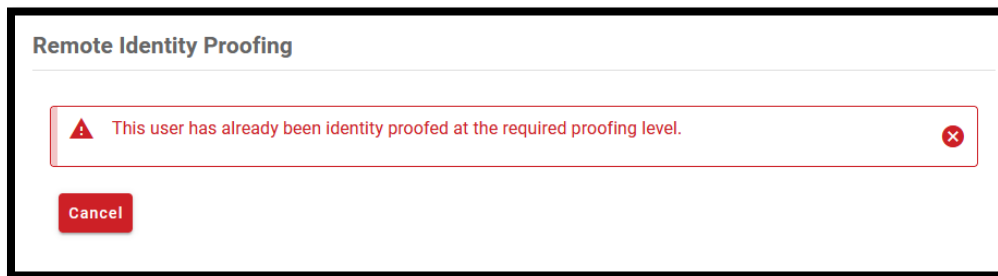 Remote Identity Proofing
This user has already been identity proofed at the required proofing level.
Cancel